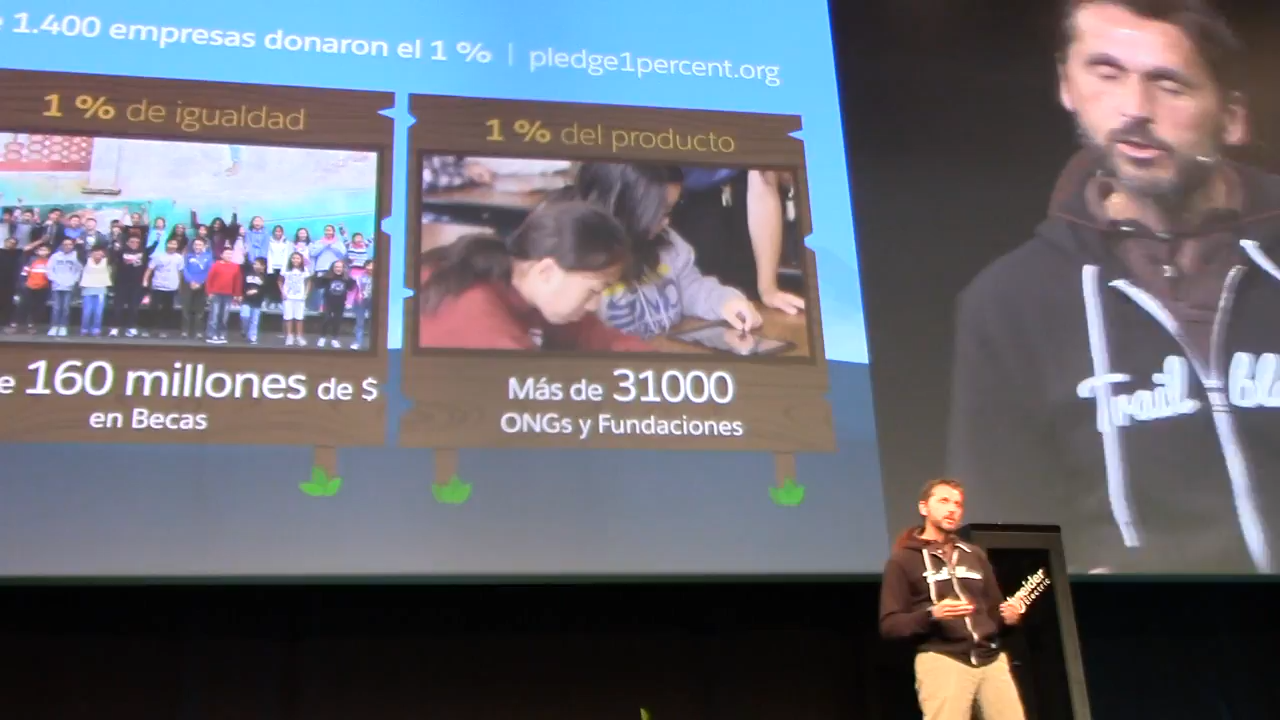 1.400 empresas donaron el 1 % | pledge1percent.org
1 % de igualdad
1 % del producto
160 millones de $
en Becas
Más de 31000
ONGs y Fundaciones
Trail
Electric